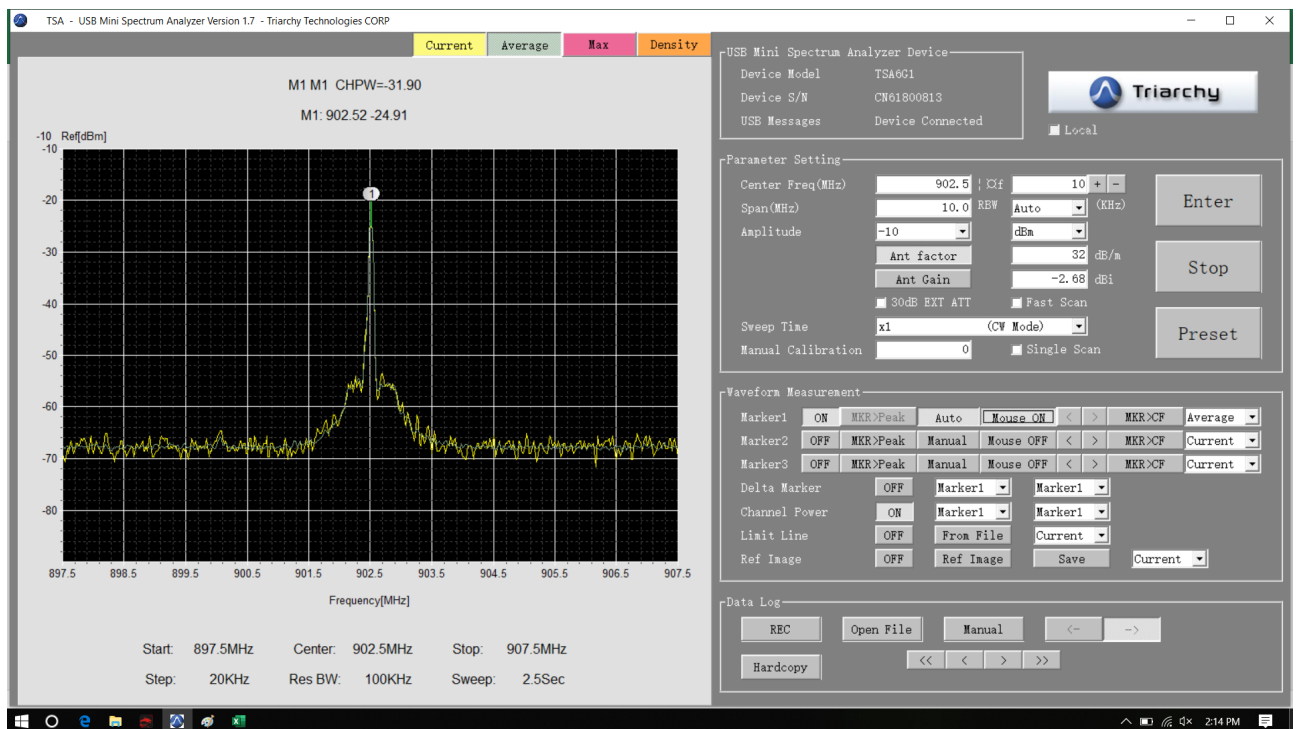 TSA - USB Mini Spectrum Analyzer Version 1.7 - Triarchy Technologies CORP
Current Average Max Density
M1 M1 CHPW=-31.90
M1: 902.52 -24.91
-10 Ref[dBm]
-10
-20
1
-30
-40
-50
-60
-70
-80
897.5 898.5 899.5 900.5 901.5 902.5 903.5 904.5 905.5 906.5 907.5
Frequency[MHz]
Start: 897.5MHz Center: 902.5MHz Stop: 907.5MHz
Step: 20KHz Res BW: 100KHz Sweep: 2.5Sec
USB Mini Spectrum Analyzer Device
Device Model TSA6G1
Device S/N CN61800813
USB Messages Device Connected
Triarchy
Local
Parameter Setting
Center Freq(MHz) 902.5 ¦ ¤f 10 + -
Span(MHz) 10.0 RBW Auto (KHz)
Amplitude -10 dBm
Ant factor 32 dB/m
Ant Gain -2.68 dBi
30dB EXT ATT Fast Scan
Sweep Time x1 (CW Mode)
Manual Calibration 0 Single Scan
Enter
Stop
Preset
Waveform Measurement
Marker1 ON MKR>Peak Auto Mouse ON < > MKR>CF Average
Marker2 OFF MKR>Peak Manual Mouse OFF < > MKR>CF Current
Marker3 OFF MKR>Peak Manual Mouse OFF < > MKR>CF Current
Delta Marker OFF Marker1 Marker1
Channel Power ON Marker1 Marker1
Limit Line OFF From File Current
Ref Image OFF Ref Image Save Current
Data Log
REC Open File Manual <- ->
Hardcopy << < > >>
2:14 PM